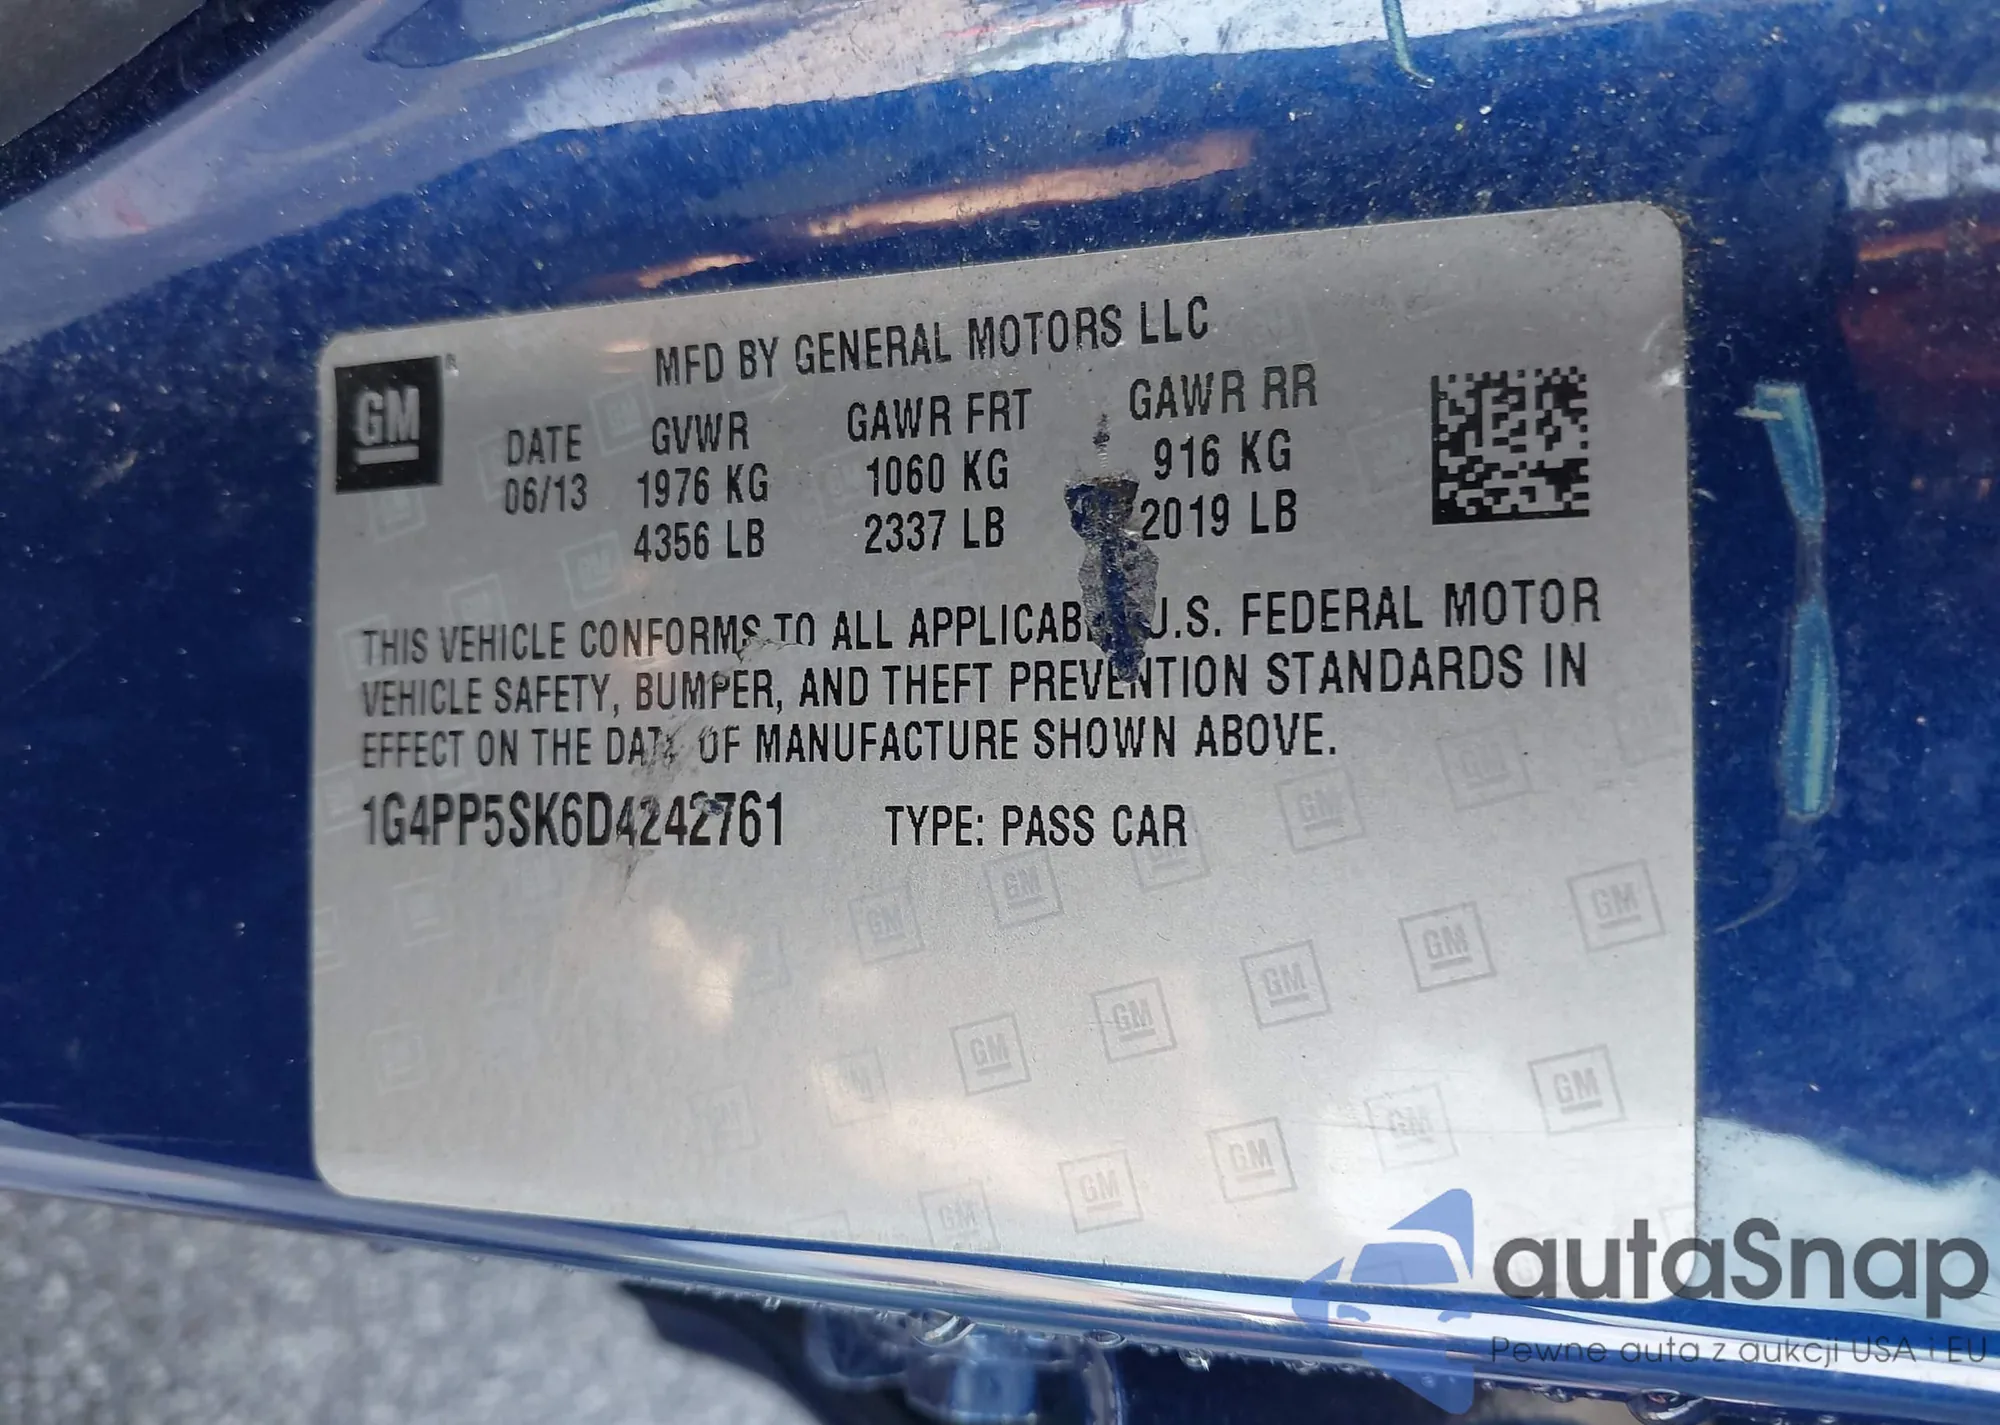 MFD BY GENERAL MOTORS LLC
GM ®
DATE GVWR GAWR FRT GAWR RR
06/13 1976 KG 1060 KG 916 KG
4356 LB 2337 LB 2019 LB
THIS VEHICLE CONFORMS TO ALL APPLICAB U.S. FEDERAL MOTOR
VEHICLE SAFETY, BUMPER, AND THEFT PREVENTION STANDARDS IN
EFFECT ON THE DATE OF MANUFACTURE SHOWN ABOVE.
1G4PP5SK6D4242761 TYPE: PASS CAR
autaSnap
Pewne auta z aukcji USA i EU